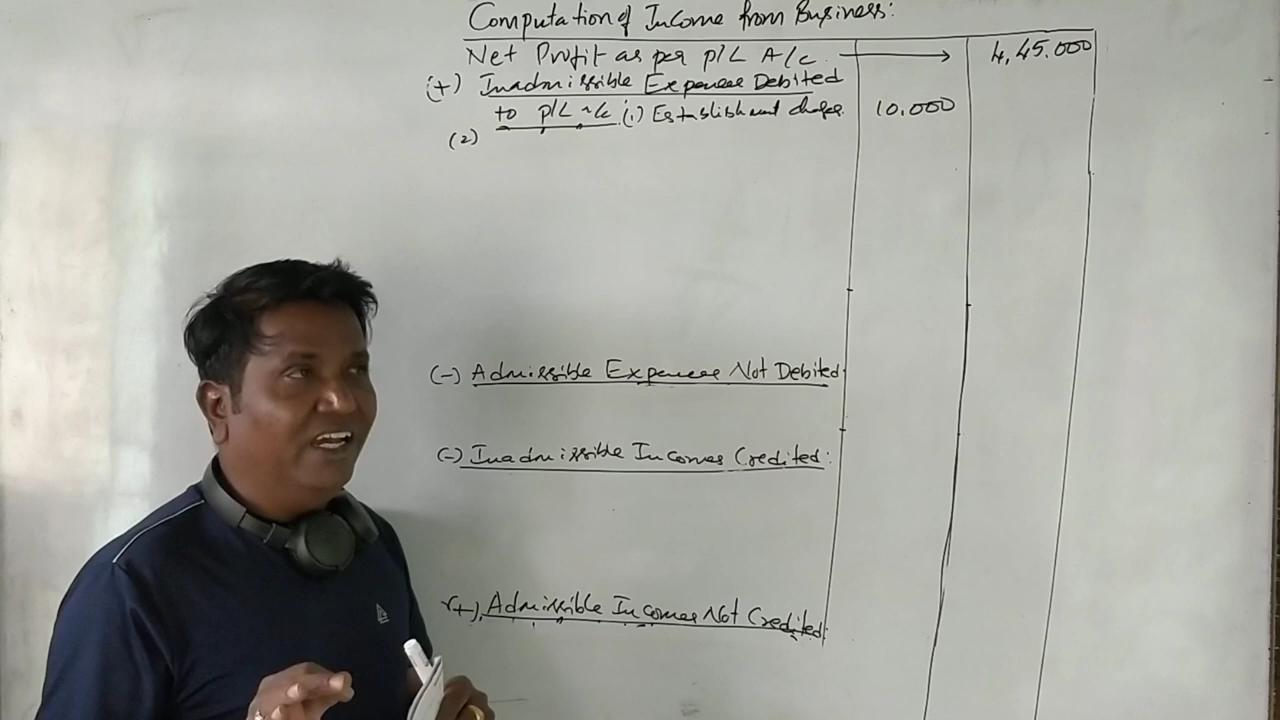 Computation of Income from Business:
Net Profit as per P/L A/c. 4,45.000
(+) Inadmissible Expenses Debited
to P/L A/c (1) Establishment charges 10.000
(2)
(-) Admissible Expenses Not Debited
(-) Inadmissible Incomes Credited:
(+) Admissible Incomes Not Credited